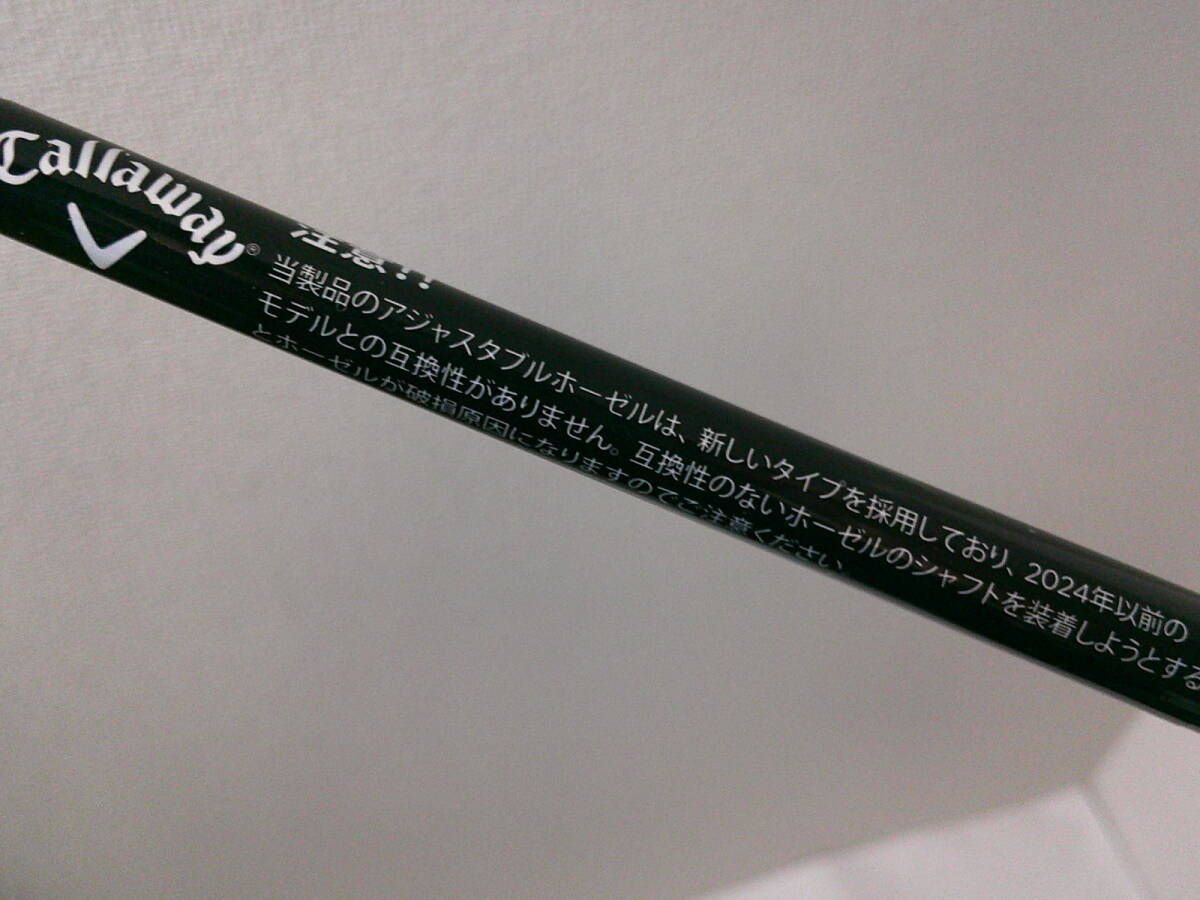 Callaway®
注意!!
当製品のアジャスタブルホーゼルは、新しいタイプを採用しており、2024年以前の
モデルとの互換性がありません。互換性のないホーゼルのシャフトを装着しようとする
とホーゼルが破損原因になりますのでご注意ください。